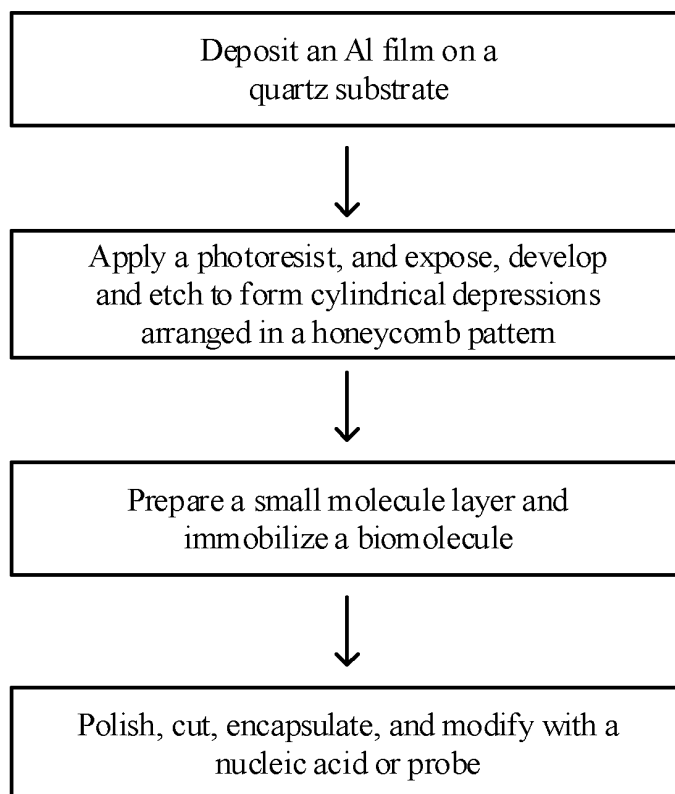 Deposit an Al film on a
quartz substrate
Apply a photoresist, and expose, develop
and etch to form cylindrical depressions
arranged in a honeycomb pattern
Prepare a small molecule layer and
immobilize a biomolecule
Polish, cut, encapsulate, and modify with a
nucleic acid or probe